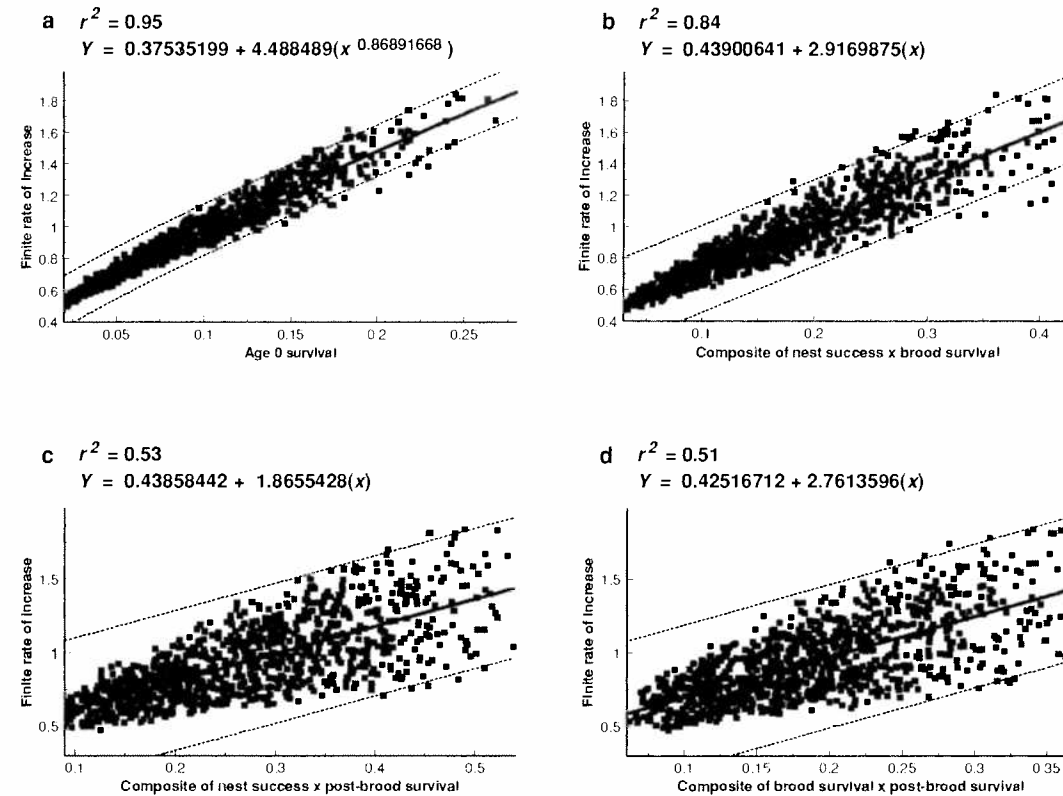 a r² = 0.95
Y = 0.37535199 + 4.488489(x 0.86891668 )
1.8
1.6
1.4
1.2
1
0.8
0.6
0.4
Finite rate of Increase
0.05 0.1 0.15 0.2 0.25
Age 0 survival
b r² = 0.84
Y = 0.43900641 + 2.9169875(x)
1.8
1.6
1.4
1.2
1
0.8
0.6
0.4
Finite rate of Increase
0.1 0.2 0.3 0.4
Composite of nest success x brood survival
c r² = 0.53
Y = 0.43858442 + 1.8655428(x)
1.5
1
0.5
Finite rate of Increase
0.1 0.2 0.3 0.4 0.5
Composite of nest success x post-brood survival
d r² = 0.51
Y = 0.42516712 + 2.7613596(x)
1.5
1
0.5
Finite rate of Increase
0.1 0.15 0.2 0.25 0.3 0.35
Composite of brood survival x post-brood survival